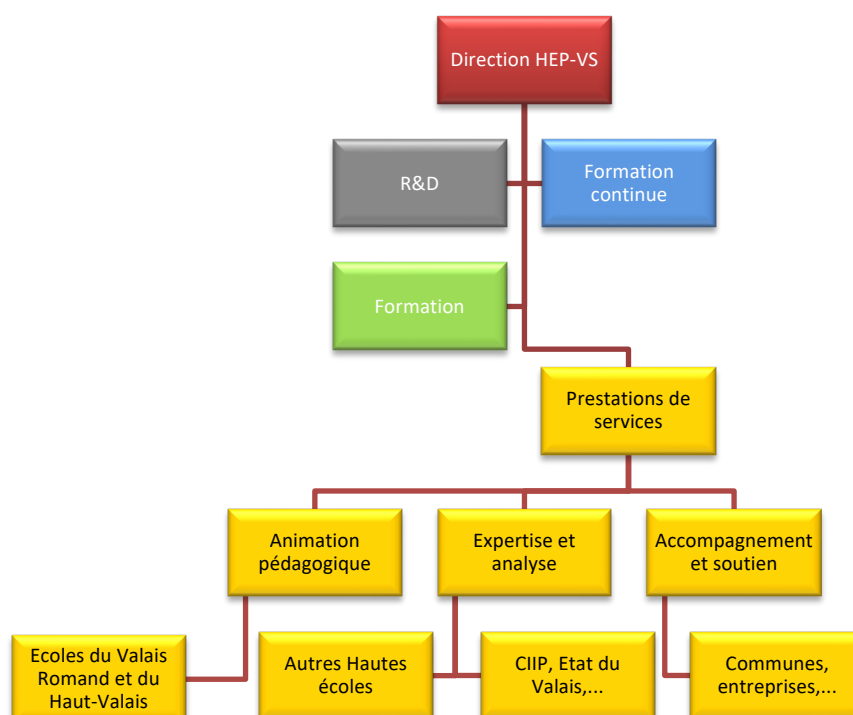 Direction HEP-VS
R&D
Formation
continue
Formation
Prestations de
services
Animation
pédagogique
Expertise et
analyse
Accompagnement
et soutien
Ecoles du Valais
Romand et du
Haut-Valais
Autres Hautes
écoles
CIIP, Etat du
Valais,...
Communes,
entreprises,...